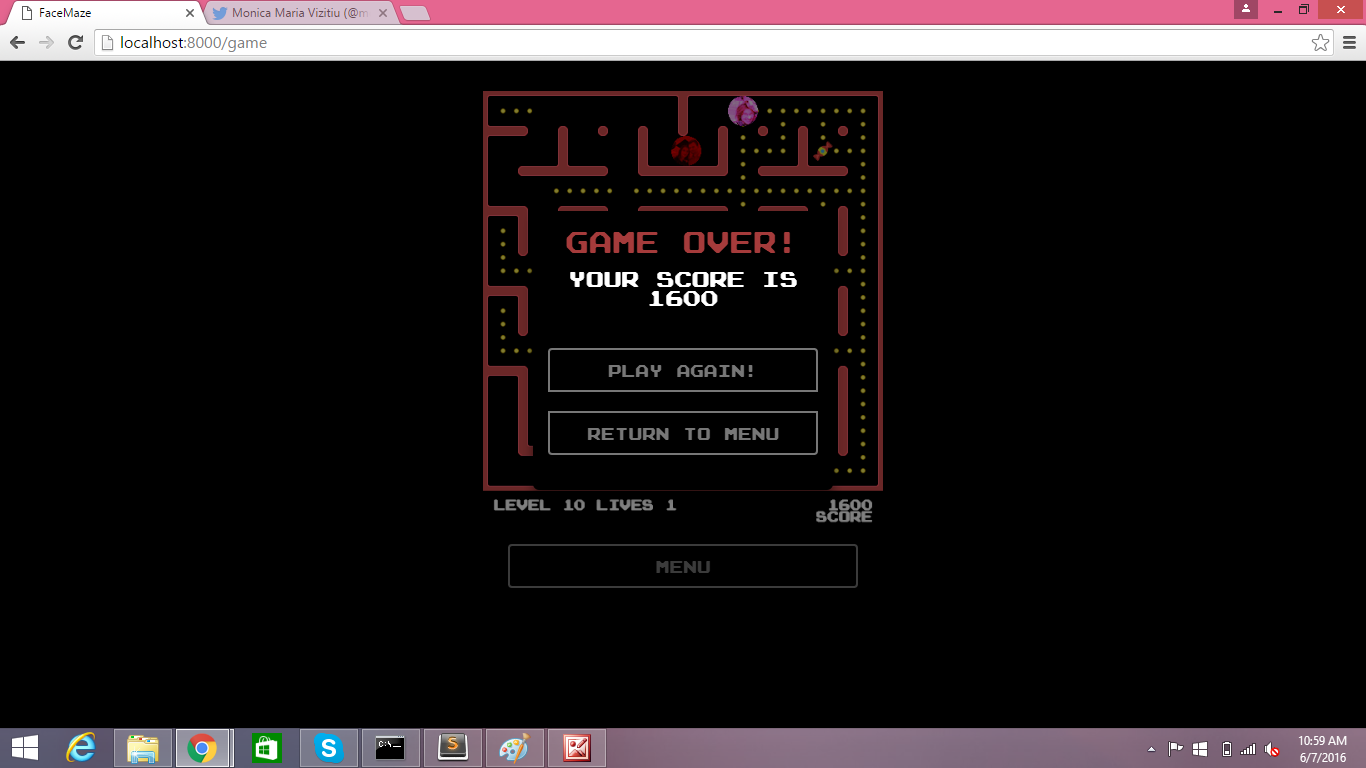 FaceMaze
Monica Maria Vizitiu (@m
localhost:8000/game
GAME OVER!
YOUR SCORE IS
1600
PLAY AGAIN!
RETURN TO MENU
LEVEL 10 LIVES 1
1600
SCORE
MENU
10:59 AM
6/7/2016